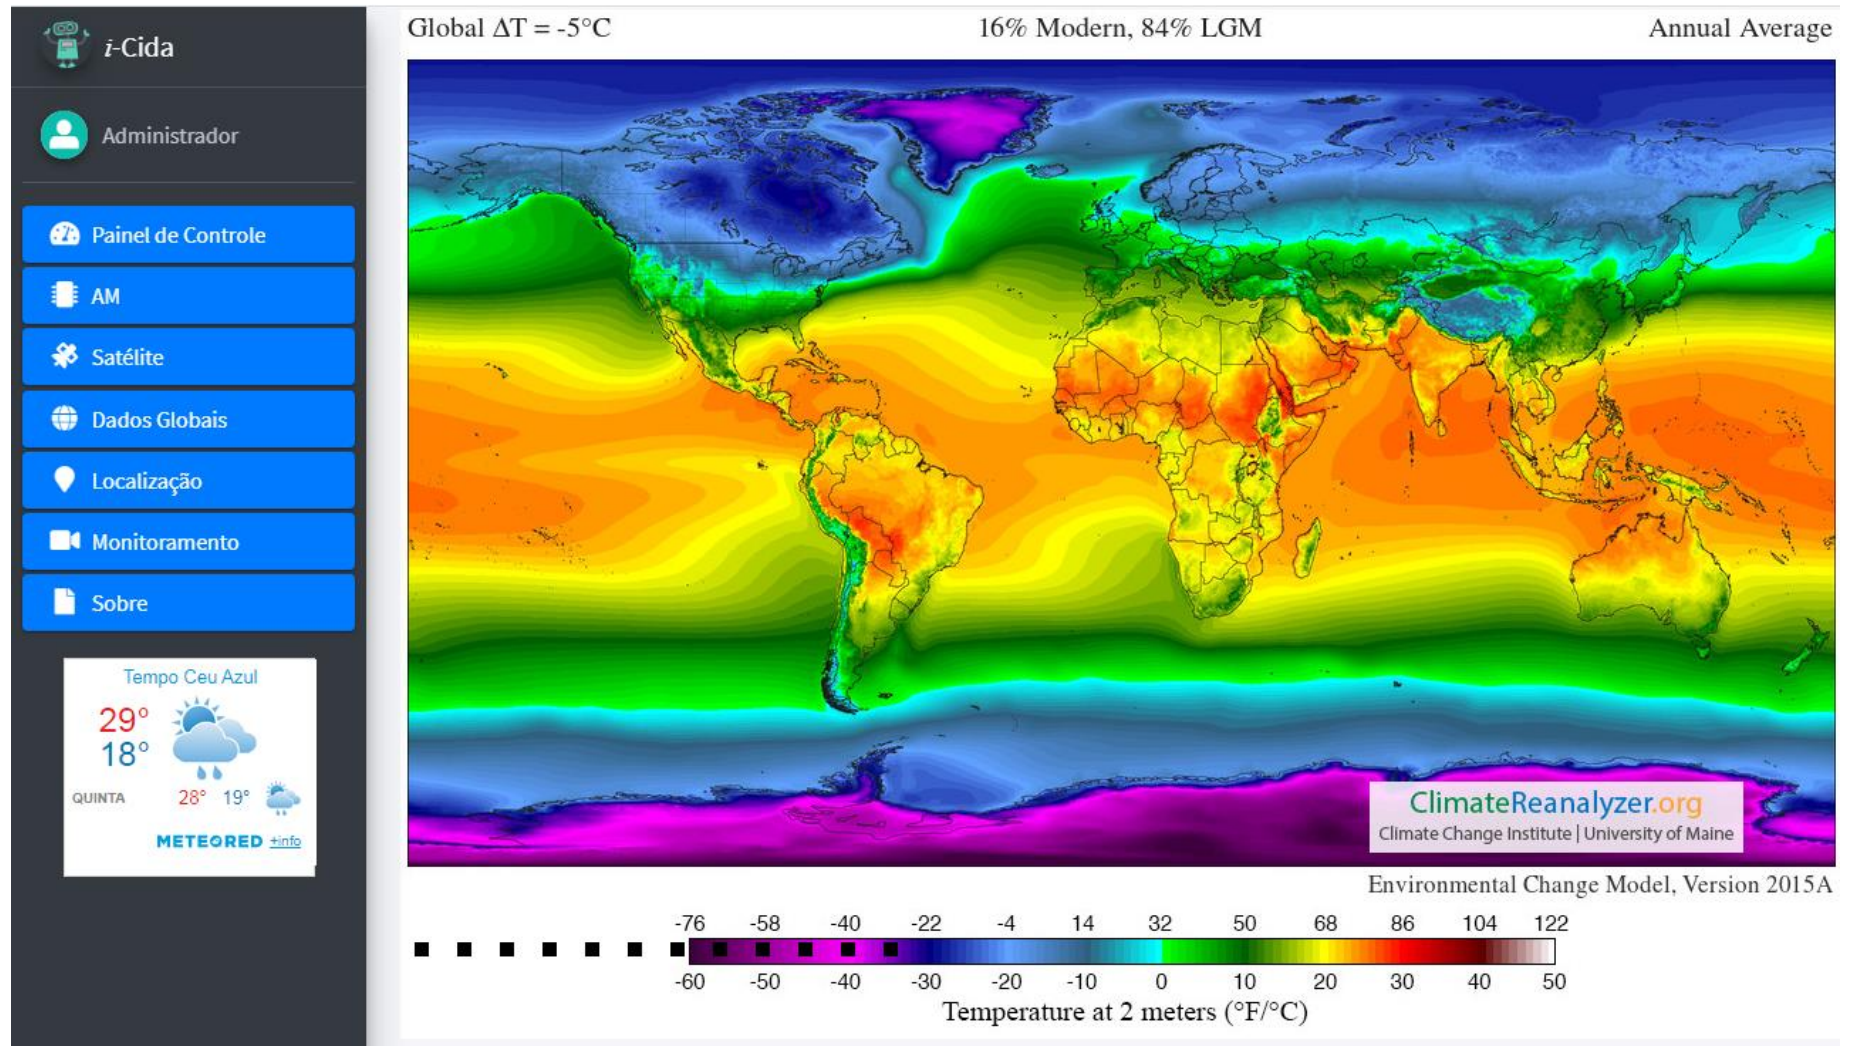 i-Cida
Administrador
Painel de Controle
AM
Satélite
Dados Globais
Localização
Monitoramento
Sobre
Tempo Ceu Azul
29°
18°
QUINTA 28° 19°
METEORED +info
Global ΔT = -5°C 16% Modern, 84% LGM Annual Average
ClimateReanalyzer.org
Climate Change Institute | University of Maine
Environmental Change Model, Version 2015A
-76 -58 -40 -22 -4 14 32 50 68 86 104 122
-60 -50 -40 -30 -20 -10 0 10 20 30 40 50
Temperature at 2 meters (°F/°C)